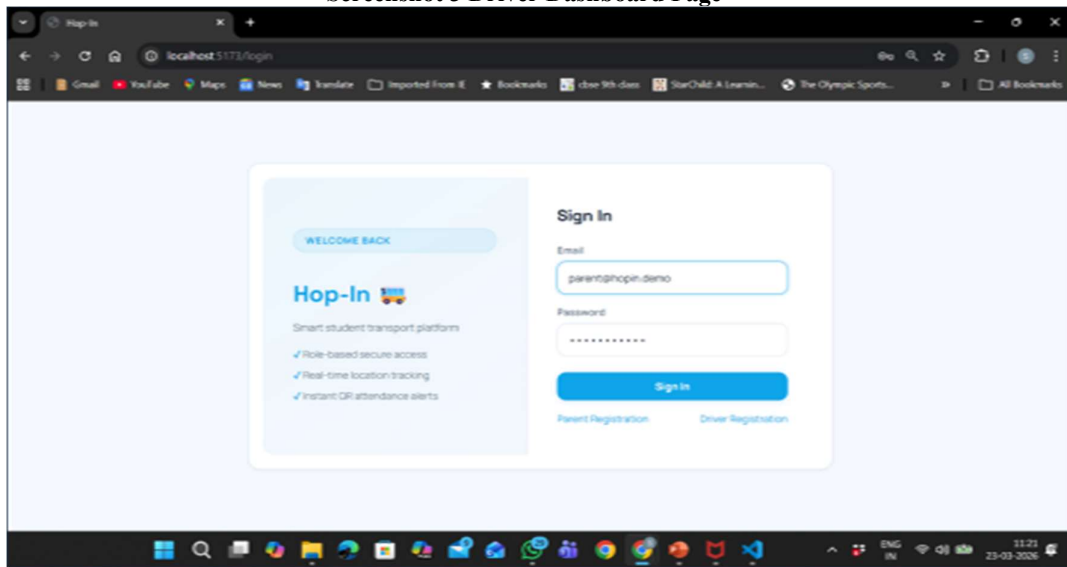 Screenshot 3 Driver Dashboard Page
Hop-In
localhost:5173/login
Gmail YouTube Maps News Translate Imported From IE Bookmarks cbse 9th class StarChild: A Learnin... The Olympic Sports... All Bookmarks
WELCOME BACK
Hop-In
Smart student transport platform
✓ Role-based secure access
✓ Real-time location tracking
✓ Instant QR attendance alerts
Sign In
Email
parent@hopin.demo
Password
Sign In
Parent Registration Driver Registration
ENG
IN
11:21
23-03-2026